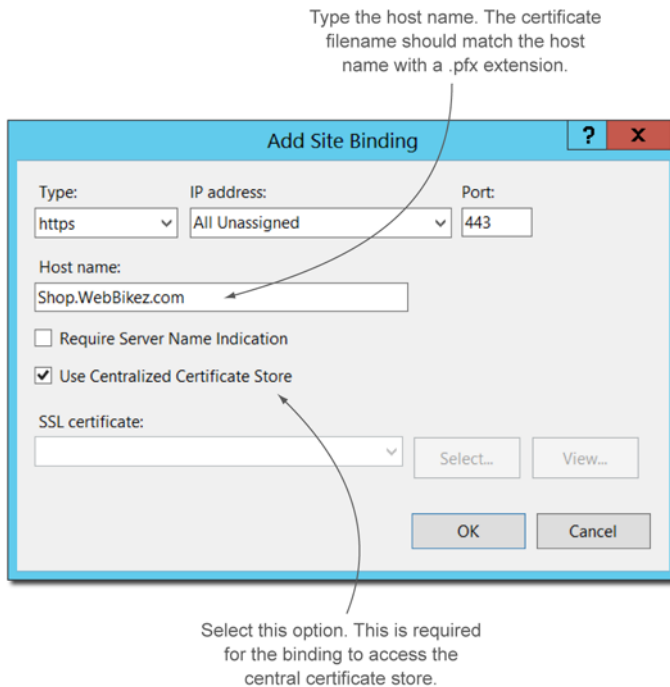 Type the host name. The certificate
filename should match the host
name with a .pfx extension.
Add Site Binding
? x
Type: IP address: Port:
https All Unassigned 443
Host name:
Shop.WebBikez.com
Require Server Name Indication
Use Centralized Certificate Store
SSL certificate:
Select... View...
OK Cancel
Select this option. This is required
for the binding to access the
central certificate store.